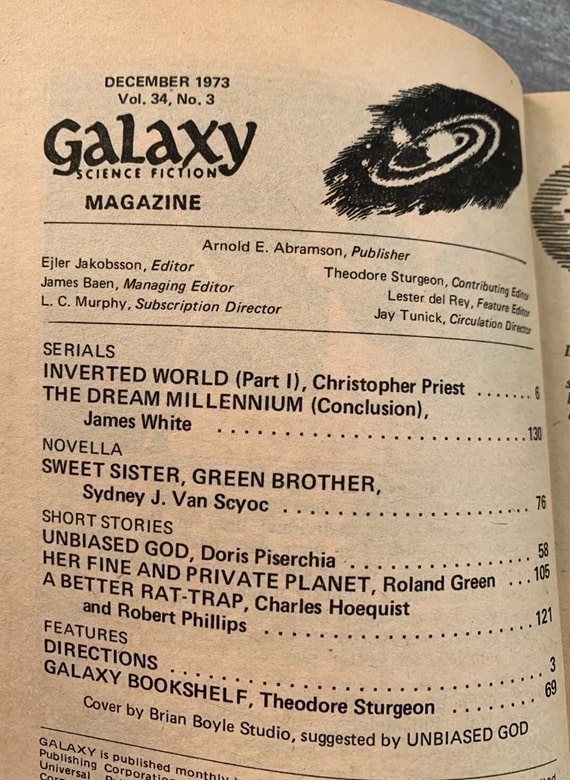 DECEMBER 1973
Vol. 34, No. 3
Galaxy
SCIENCE FICTION
MAGAZINE
Arnold E. Abramson, Publisher
Ejler Jakobsson, Editor
James Baen, Managing Editor
L. C. Murphy, Subscription Director
Theodore Sturgeon, Contributing Editor
Lester del Rey, Feature Editor
Jay Tunick, Circulation Director
SERIALS
INVERTED WORLD (Part I), Christopher Priest ....... 6
THE DREAM MILLENNIUM (Conclusion),
James White ........................... 130
NOVELLA
SWEET SISTER, GREEN BROTHER,
Sydney J. Van Scyoc ..................... 76
SHORT STORIES
UNBIASED GOD, Doris Piserchia ................ 58
HER FINE AND PRIVATE PLANET, Roland Green ... 105
A BETTER RAT-TRAP, Charles Hoequist
and Robert Phillips ....................... 121
FEATURES
DIRECTIONS ............................... 3
GALAXY BOOKSHELF, Theodore Sturgeon ........ 69
Cover by Brian Boyle Studio, suggested by UNBIASED GOD
GALAXY is published monthly
Publishing Corporation
Universal